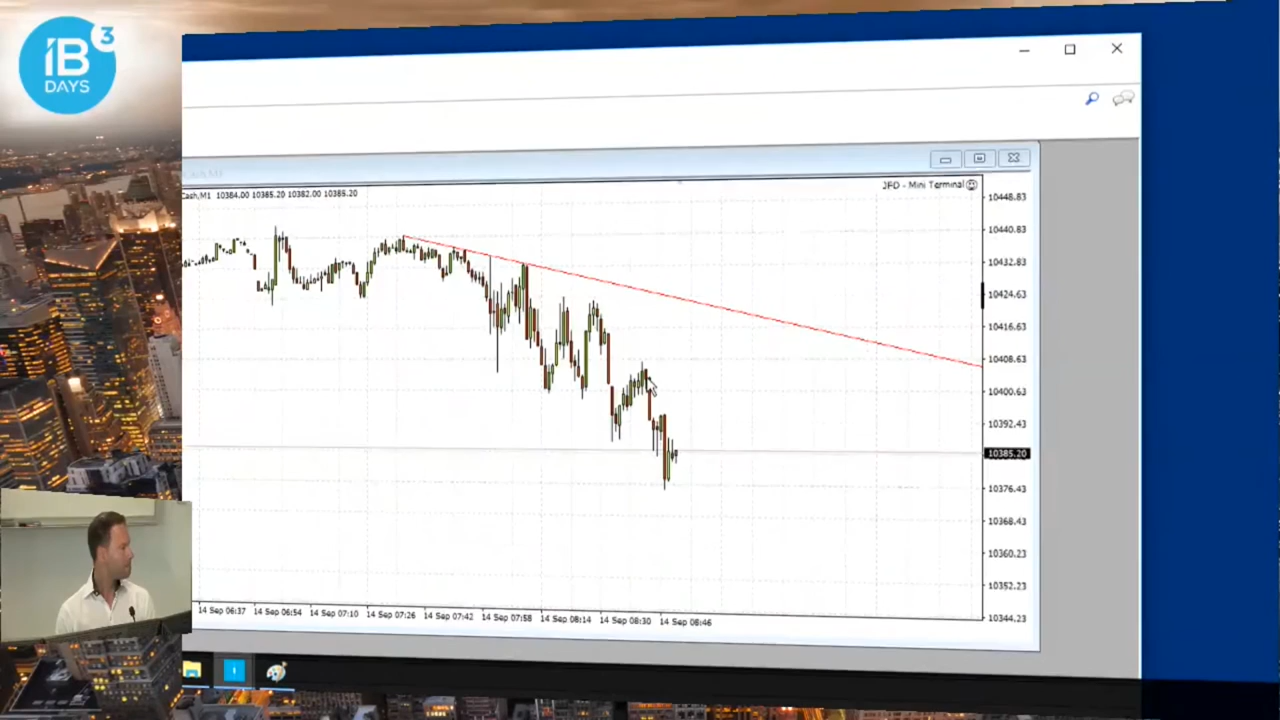 iB 3
DAYS
Cash,M1 10384.00 10385.20 10382.00 10385.20
JFD - Mini Terminal
10448.83
10440.83
10432.83
10424.63
10416.63
10408.63
10400.63
10392.43
10385.20
10376.43
10368.43
10360.23
10352.23
10344.23
14 Sep 06:37 14 Sep 06:54 14 Sep 07:10 14 Sep 07:26 14 Sep 07:42 14 Sep 07:58 14 Sep 08:14 14 Sep 08:30 14 Sep 08:46